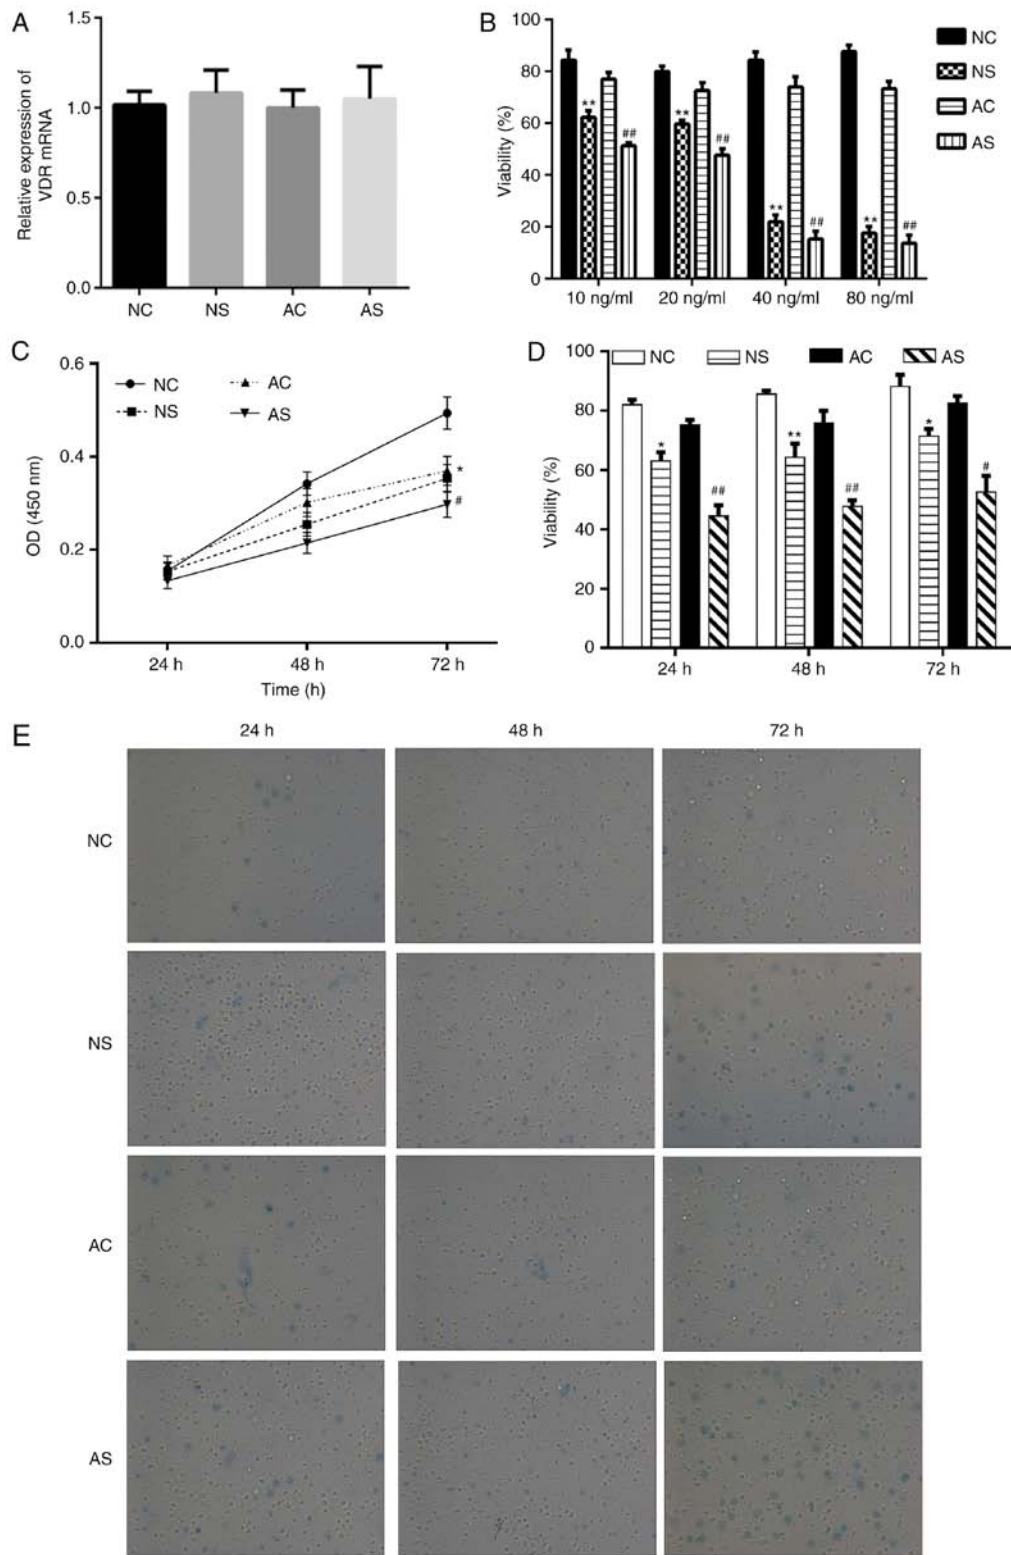 A
Relative expression of
VDR mRNA
1.5
1.0
0.5
0.0
NC NS AC AS
B
Viability (%)
100
80
60
40
20
0
** ## ** ## ** ## ** ##
10 ng/ml 20 ng/ml 40 ng/ml 80 ng/ml
NC
NS
AC
AS
C
OD (450 nm)
0.6
0.4
0.2
0.0
NC AC
NS AS
*
#
24 h 48 h 72 h
Time (h)
D
Viability (%)
100
80
60
40
20
0
NC NS AC AS
* ## ** ## * #
24 h 48 h 72 h
E
24 h 48 h 72 h
NC
NS
AC
AS